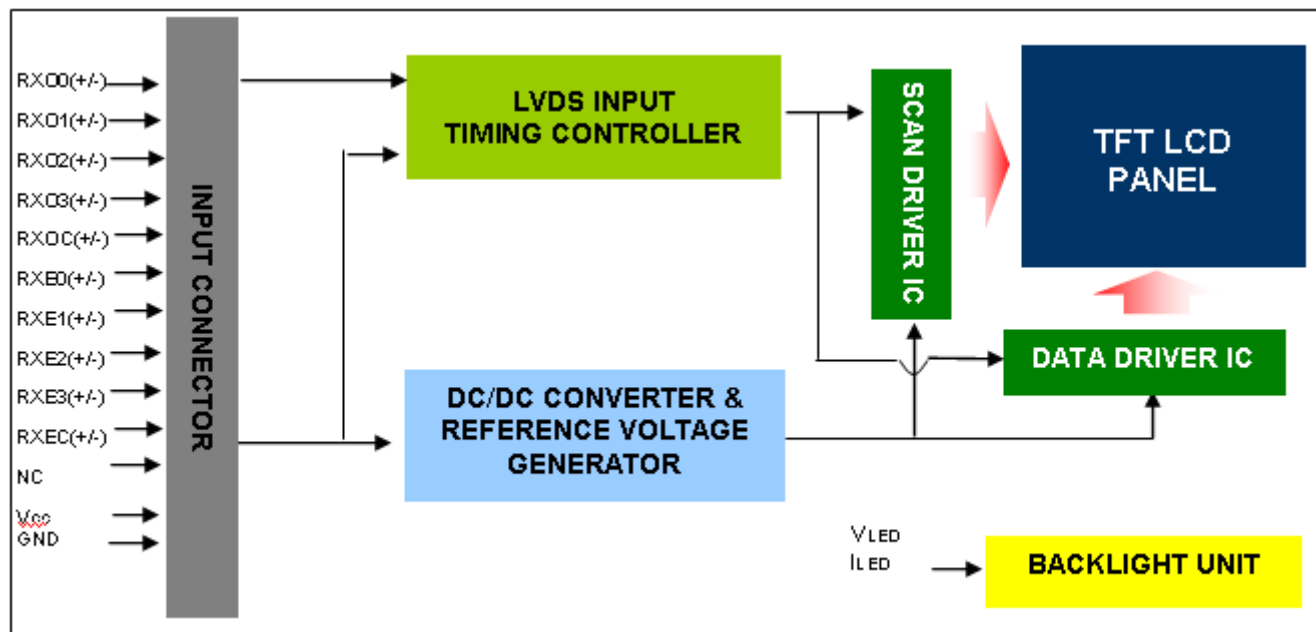 RXO0(+/-)
RXO1(+/-)
RXO2(+/-)
RXO3(+/-)
RXOC(+/-)
RXE0(+/-)
RXE1(+/-)
RXE2(+/-)
RXE3(+/-)
RXEC(+/-)
NC
Vcc
GND
INPUT CONNECTOR
LVDS INPUT
TIMING CONTROLLER
DC/DC CONVERTER &
REFERENCE VOLTAGE
GENERATOR
SCAN DRIVER IC
TFT LCD
PANEL
DATA DRIVER IC
VLED
ILED
BACKLIGHT UNIT